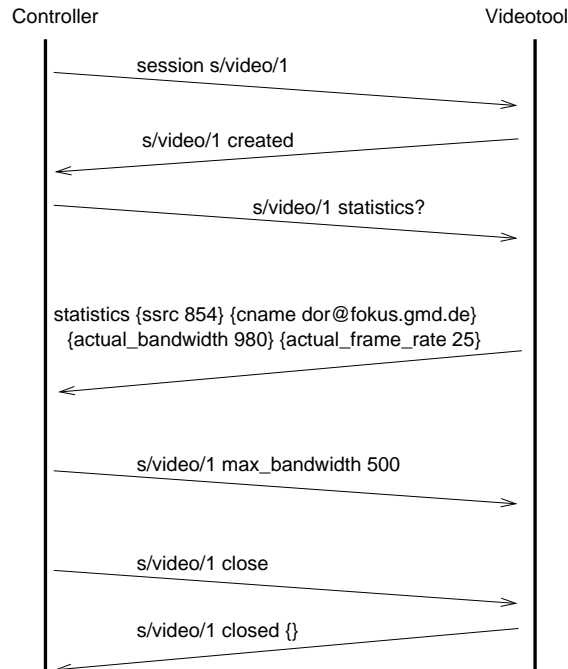 Controller
Videotool
session s/video/1
s/video/1 created
s/video/1 statistics?
statistics {ssrc 854} {cname dor@fokus.gmd.de}
{actual_bandwidth 980} {actual_frame_rate 25}
s/video/1 max_bandwidth 500
s/video/1 close
s/video/1 closed {}